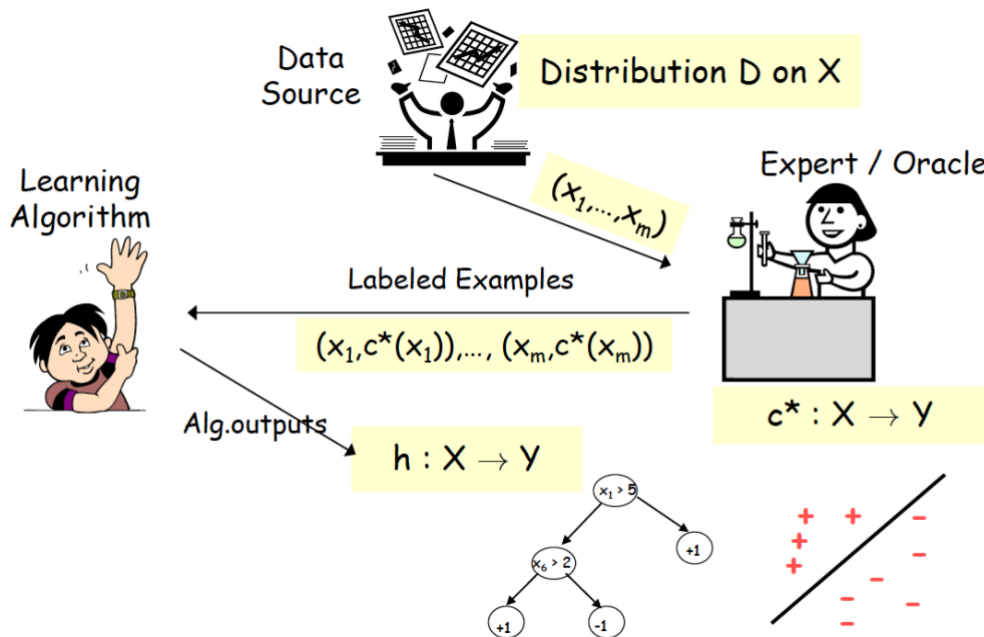 Data
Source
Distribution D on X
Expert / Oracle
(x₁,...,xₘ)
Learning
Algorithm
Labeled Examples
(x₁,c*(x₁)),..., (xₘ,c*(xₘ))
c* : X → Y
Alg.outputs
h : X → Y
x₁ > 5
+1
x₆ > 2
+1
-1
+ + −
+
+ −
−
− −
−